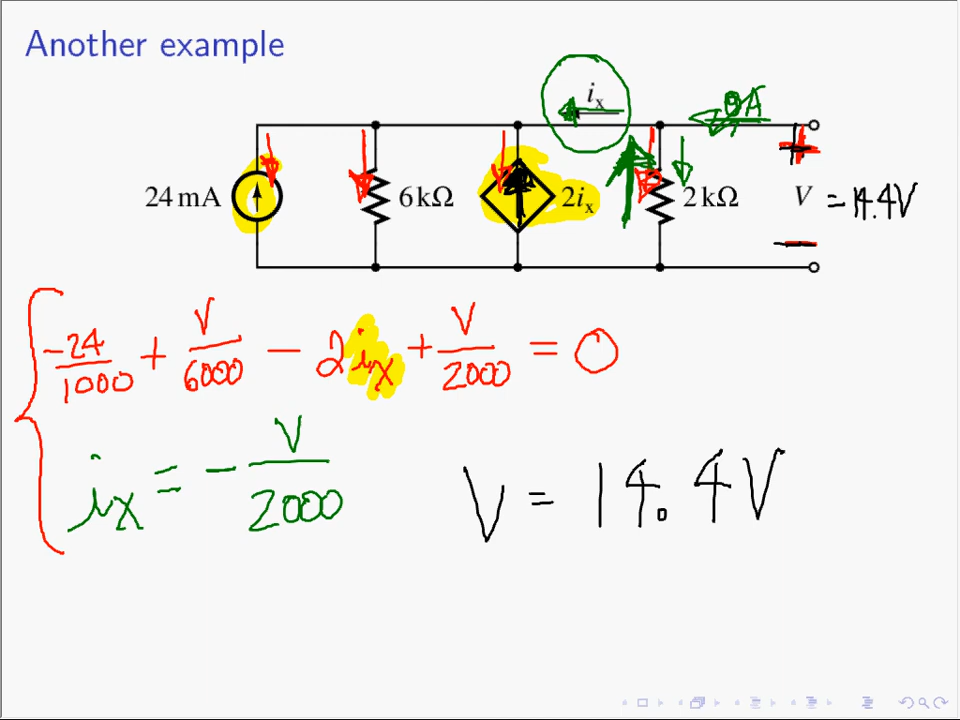 Another example
i_x
0A
+
24 mA
6 kΩ
2i_x
2 kΩ
V = 14.4V
−
-24/1000 + V/6000 - 2i_x + V/2000 = 0
i_x = - V/2000
V = 14.4V